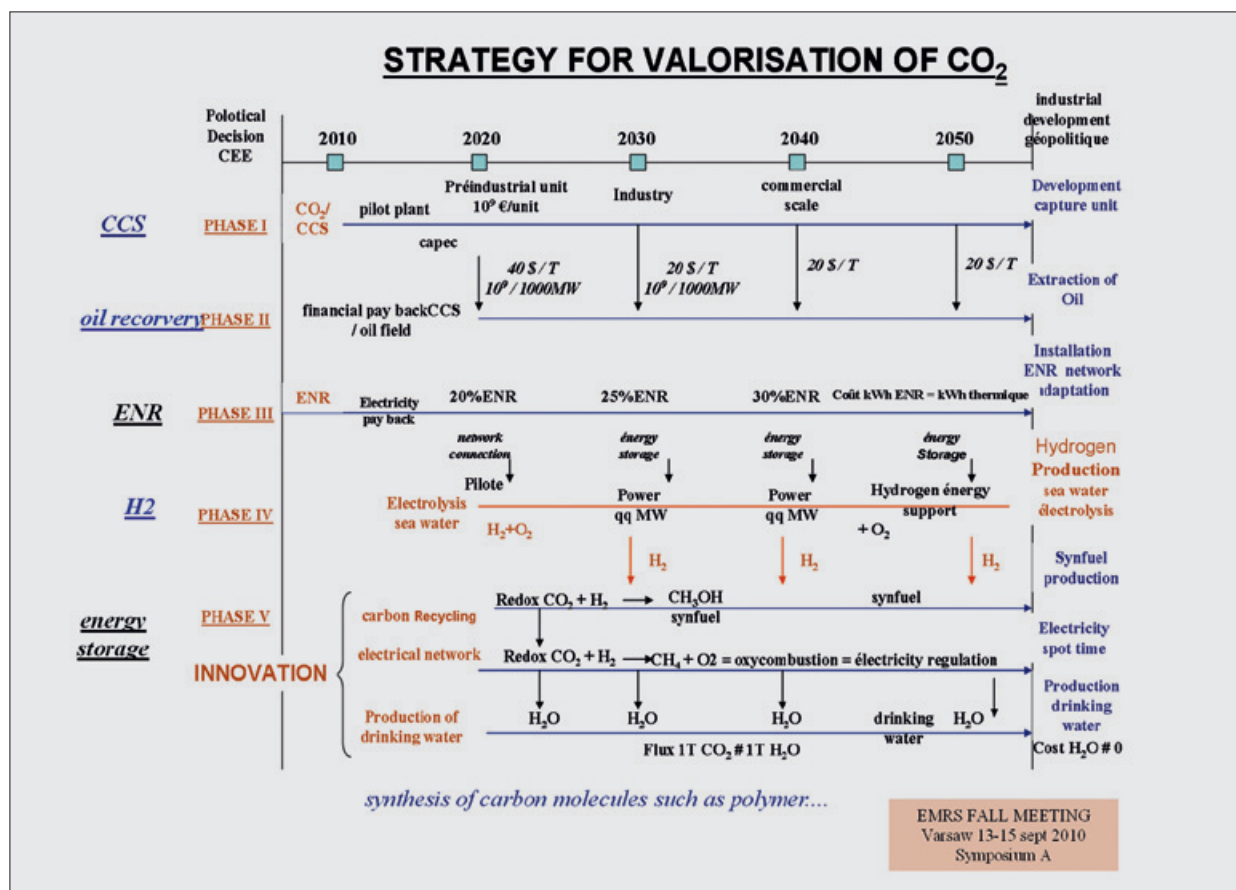 STRATEGY FOR VALORISATION OF CO₂
Polotical
Decision
CEE
2010
2020
2030
2040
2050
industrial
development
géopolitique
Préindustrial unit
10⁹ €/unit
Industry
commercial
scale
Development
capture unit
CCS
PHASE I
CO₂/
CCS
pilot plant
capec
40 $ / T
10⁹ / 1000MW
20 $ / T
10⁹ / 1000MW
20 $ / T
20 $ / T
Extraction of
Oil
oil recorvery
PHASE II
financial pay backCCS
/ oil field
Installation
ENR network
adaptation
ENR
PHASE III
ENR
Electricity
pay back
20%ENR
25%ENR
30%ENR
Coût kWh ENR = kWh thermique
network
connection
énergy
storage
énergy
storage
énergy
Storage
Hydrogen
Production
sea water
électrolysis
H2
PHASE IV
Electrolysis
sea water
Pilote
H₂+O₂
Power
qq MW
Power
qq MW
Hydrogen énergy
support
+ O₂
H₂
H₂
H₂
Synfuel
production
energy
storage
PHASE V
INNOVATION
carbon Recycling
Redox CO₂ + H₂
CH₃OH
synfuel
synfuel
Electricity
spot time
electrical network
Redox CO₂ + H₂
CH₄ + O2 = oxycombustion = électricity regulation
Production
drinking
water
Production of
drinking water
H₂O
H₂O
H₂O
drinking
water
H₂O
Flux 1T CO₂ # 1T H₂O
Cost H₂O # 0
synthesis of carbon molecules such as polymer....
EMRS FALL MEETING
Varsaw 13-15 sept 2010
Symposium A